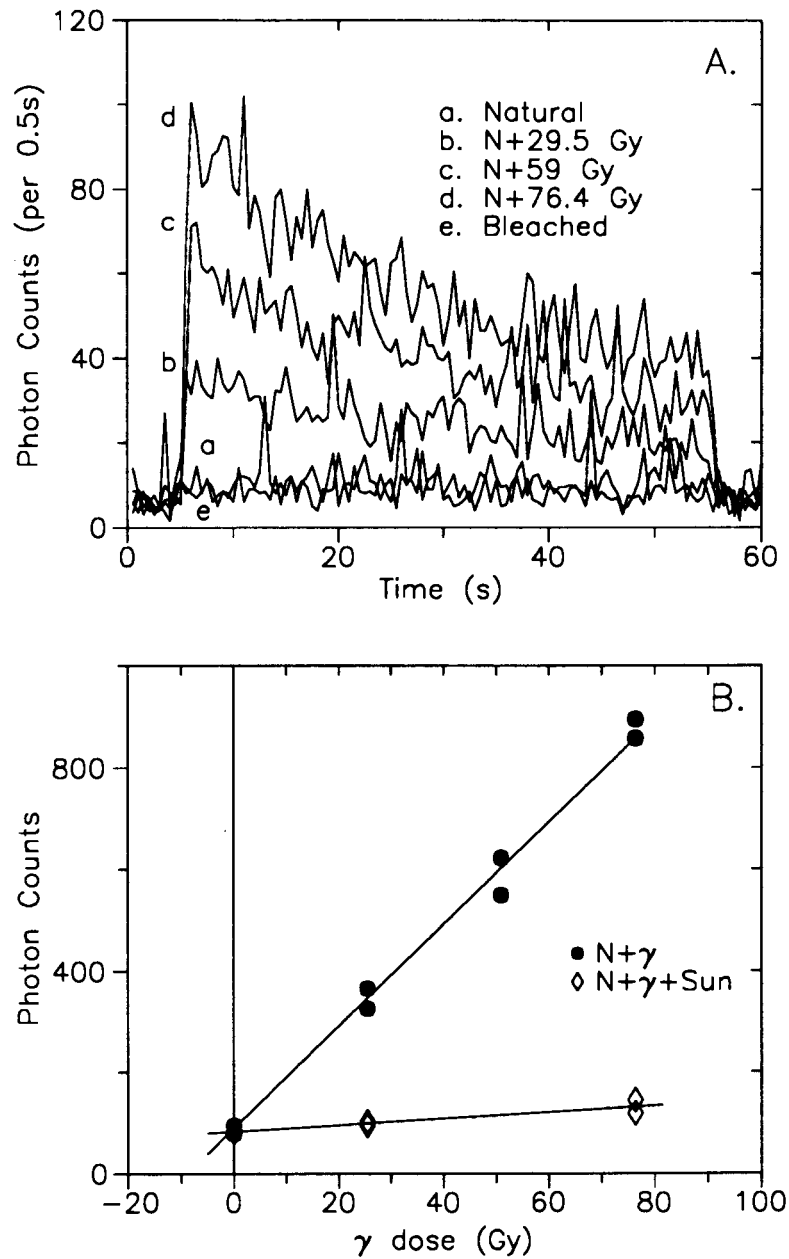 120
A.
d
a. Natural
b. N+29.5 Gy
c. N+59 Gy
d. N+76.4 Gy
e. Bleached
80
c
Photon Counts (per 0.5s)
40
b
a
e
0
0 20 40 60
Time (s)
B.
800
Photon Counts
N+γ
N+γ+Sun
400
0
−20 0 20 40 60 80 100
γ dose (Gy)